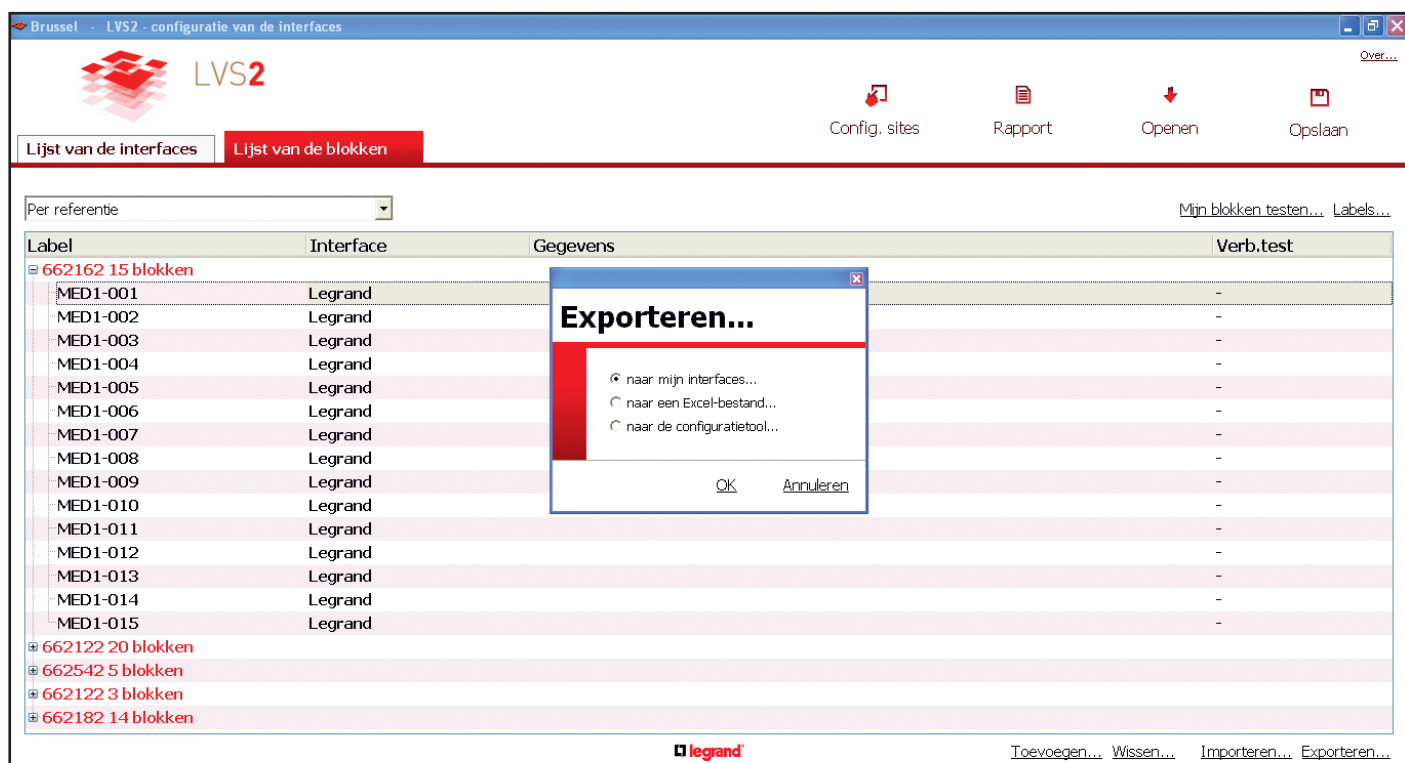 Brussel - LVS2 - configuratie van de interfaces
Over...
LVS2
Config. sites Rapport Openen Opslaan
Lijst van de interfaces Lijst van de blokken
Per referentie
Mijn blokken testen... Labels...
Label Interface Gegevens Verb.test
662162 15 blokken
MED1-001 Legrand -
MED1-002 Legrand -
MED1-003 Legrand -
MED1-004 Legrand -
MED1-005 Legrand -
MED1-006 Legrand -
MED1-007 Legrand -
MED1-008 Legrand -
MED1-009 Legrand -
MED1-010 Legrand -
MED1-011 Legrand -
MED1-012 Legrand -
MED1-013 Legrand -
MED1-014 Legrand -
MED1-015 Legrand -
662122 20 blokken
662542 5 blokken
662122 3 blokken
662182 14 blokken
Exporteren...
naar mijn interfaces...
naar een Excel-bestand...
naar de configuratietool...
OK Annuleren
legrand®
Toevoegen... Wissen... Importeren... Exporteren...